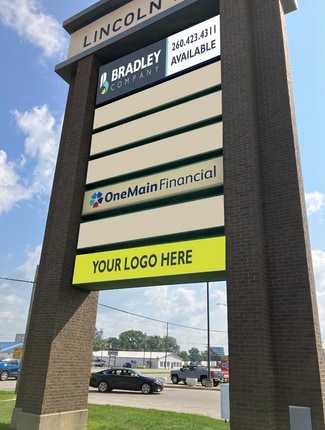 LINCOLN
BRADLEY
COMPANY
260.423.4311
AVAILABLE
OneMain Financial
YOUR LOGO HERE